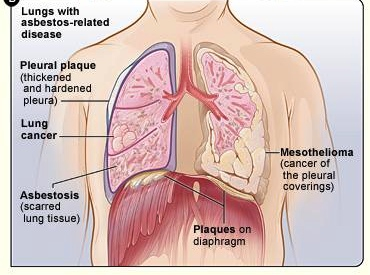 Lungs with
asbestos-related
disease
Pleural plaque
(thickened
and hardened
pleura)
Lung
cancer
Asbestosis
(scarred
lung tissue)
Plaques on
diaphragm
Mesothelioma
(cancer of
the pleural
coverings)